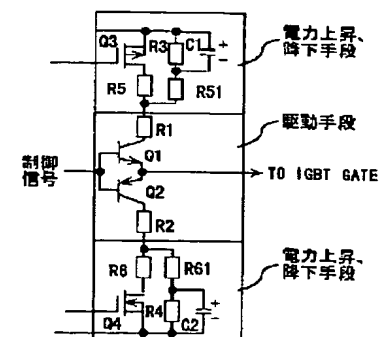 Q3
R3
C1
+
-
電力上昇、
降下手段
R5
R51
R1
駆動手段
Q1
制御
信号
TO IGBT GATE
Q2
R2
電力上昇、
降下手段
R6
R61
+
-
R4
Q4
C2